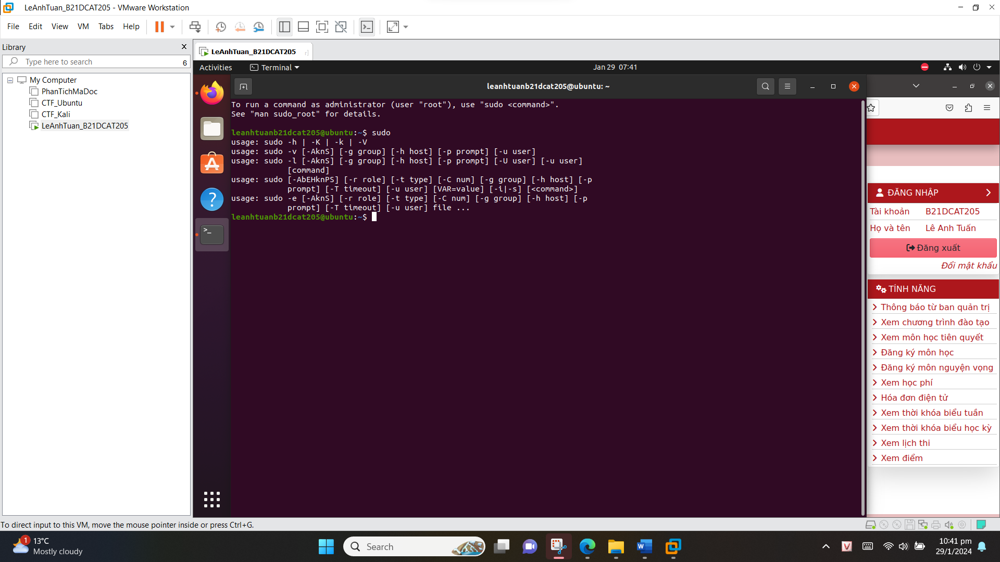 LeAnhTuan_B21DCAT205 - VMware Workstation
File Edit View VM Tabs Help
Library
Type here to search
6
My Computer
PhanTichMaDoc
CTF_Ubuntu
CTF_Kali
LeAnhTuan_B21DCAT205
LeAnhTuan_B21DCAT205
Activities Terminal Jan 29 07:41
leanhtuanb21dcat205@ubuntu: ~
To run a command as administrator (user "root"), use "sudo <command>".
See "man sudo_root" for details.
leanhtuanb21dcat205@ubuntu:~$ sudo
usage: sudo -h | -K | -k | -V
usage: sudo -v [-AknS] [-g group] [-h host] [-p prompt] [-u user]
usage: sudo -l [-AknS] [-g group] [-h host] [-p prompt] [-U user] [-u user]
[command]
usage: sudo [-AbEHknPS] [-r role] [-t type] [-C num] [-g group] [-h host] [-p
prompt] [-T timeout] [-u user] [VAR=value] [-i|-s] [<command>]
usage: sudo -e [-AknS] [-r role] [-t type] [-C num] [-g group] [-h host] [-p
prompt] [-T timeout] [-u user] file ...
leanhtuanb21dcat205@ubuntu:~$
ĐĂNG NHẬP
Tài khoản B21DCAT205
Họ và tên Lê Anh Tuấn
Đăng xuất
Đổi mật khẩu
TÍNH NĂNG
Thông báo từ ban quản trị
Xem chương trình đào tạo
Xem môn học tiên quyết
Đăng ký môn học
Đăng ký môn nguyện vọng
Xem học phí
Hóa đơn điện tử
Xem thời khóa biểu tuần
Xem thời khóa biểu học kỳ
Xem lịch thi
Xem điểm
To direct input to this VM, move the mouse pointer inside or press Ctrl+G.
1
13°C
Mostly cloudy
Search
10:41 pm
29/1/2024